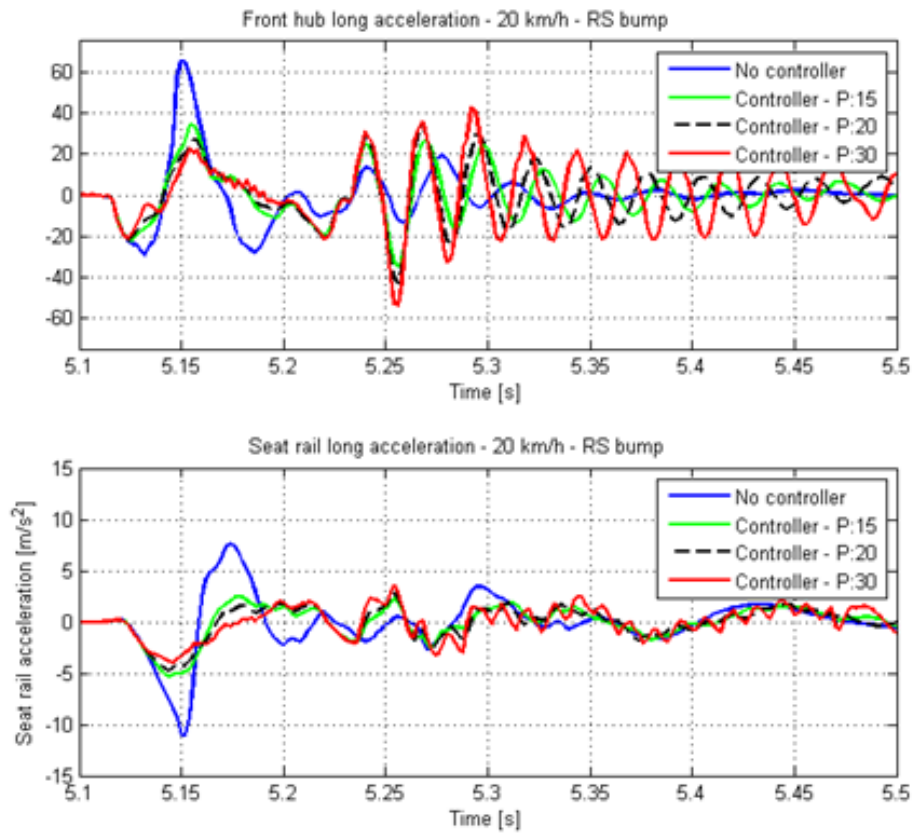 Front hub long acceleration - 20 km/h - RS bump
60
40
20
0
-20
-40
-60
No controller
Controller - P:15
Controller - P:20
Controller - P:30
5.1 5.15 5.2 5.25 5.3 5.35 5.4 5.45 5.5
Time [s]
Seat rail long acceleration - 20 km/h - RS bump
Seat rail acceleration [m/s²]
15
10
5
0
-5
-10
-15
No controller
Controller - P:15
Controller - P:20
Controller - P:30
5.1 5.15 5.2 5.25 5.3 5.35 5.4 5.45 5.5
Time [s]